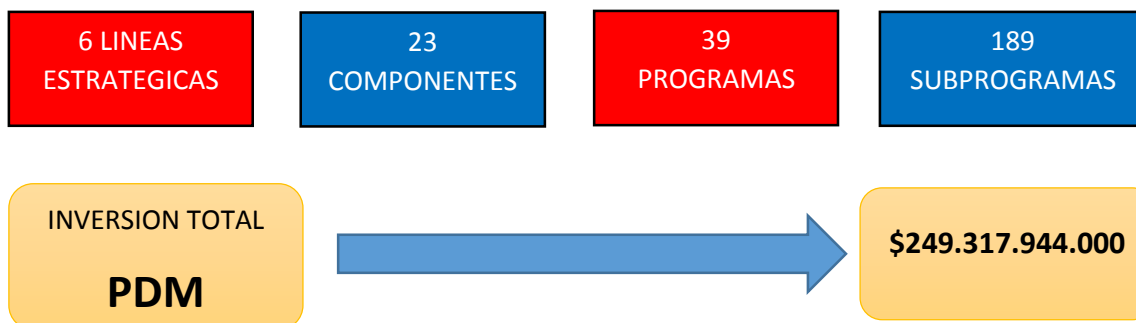 6 LINEAS
ESTRATEGICAS
23
COMPONENTES
39
PROGRAMAS
189
SUBPROGRAMAS
INVERSION TOTAL
PDM
$249.317.944.000